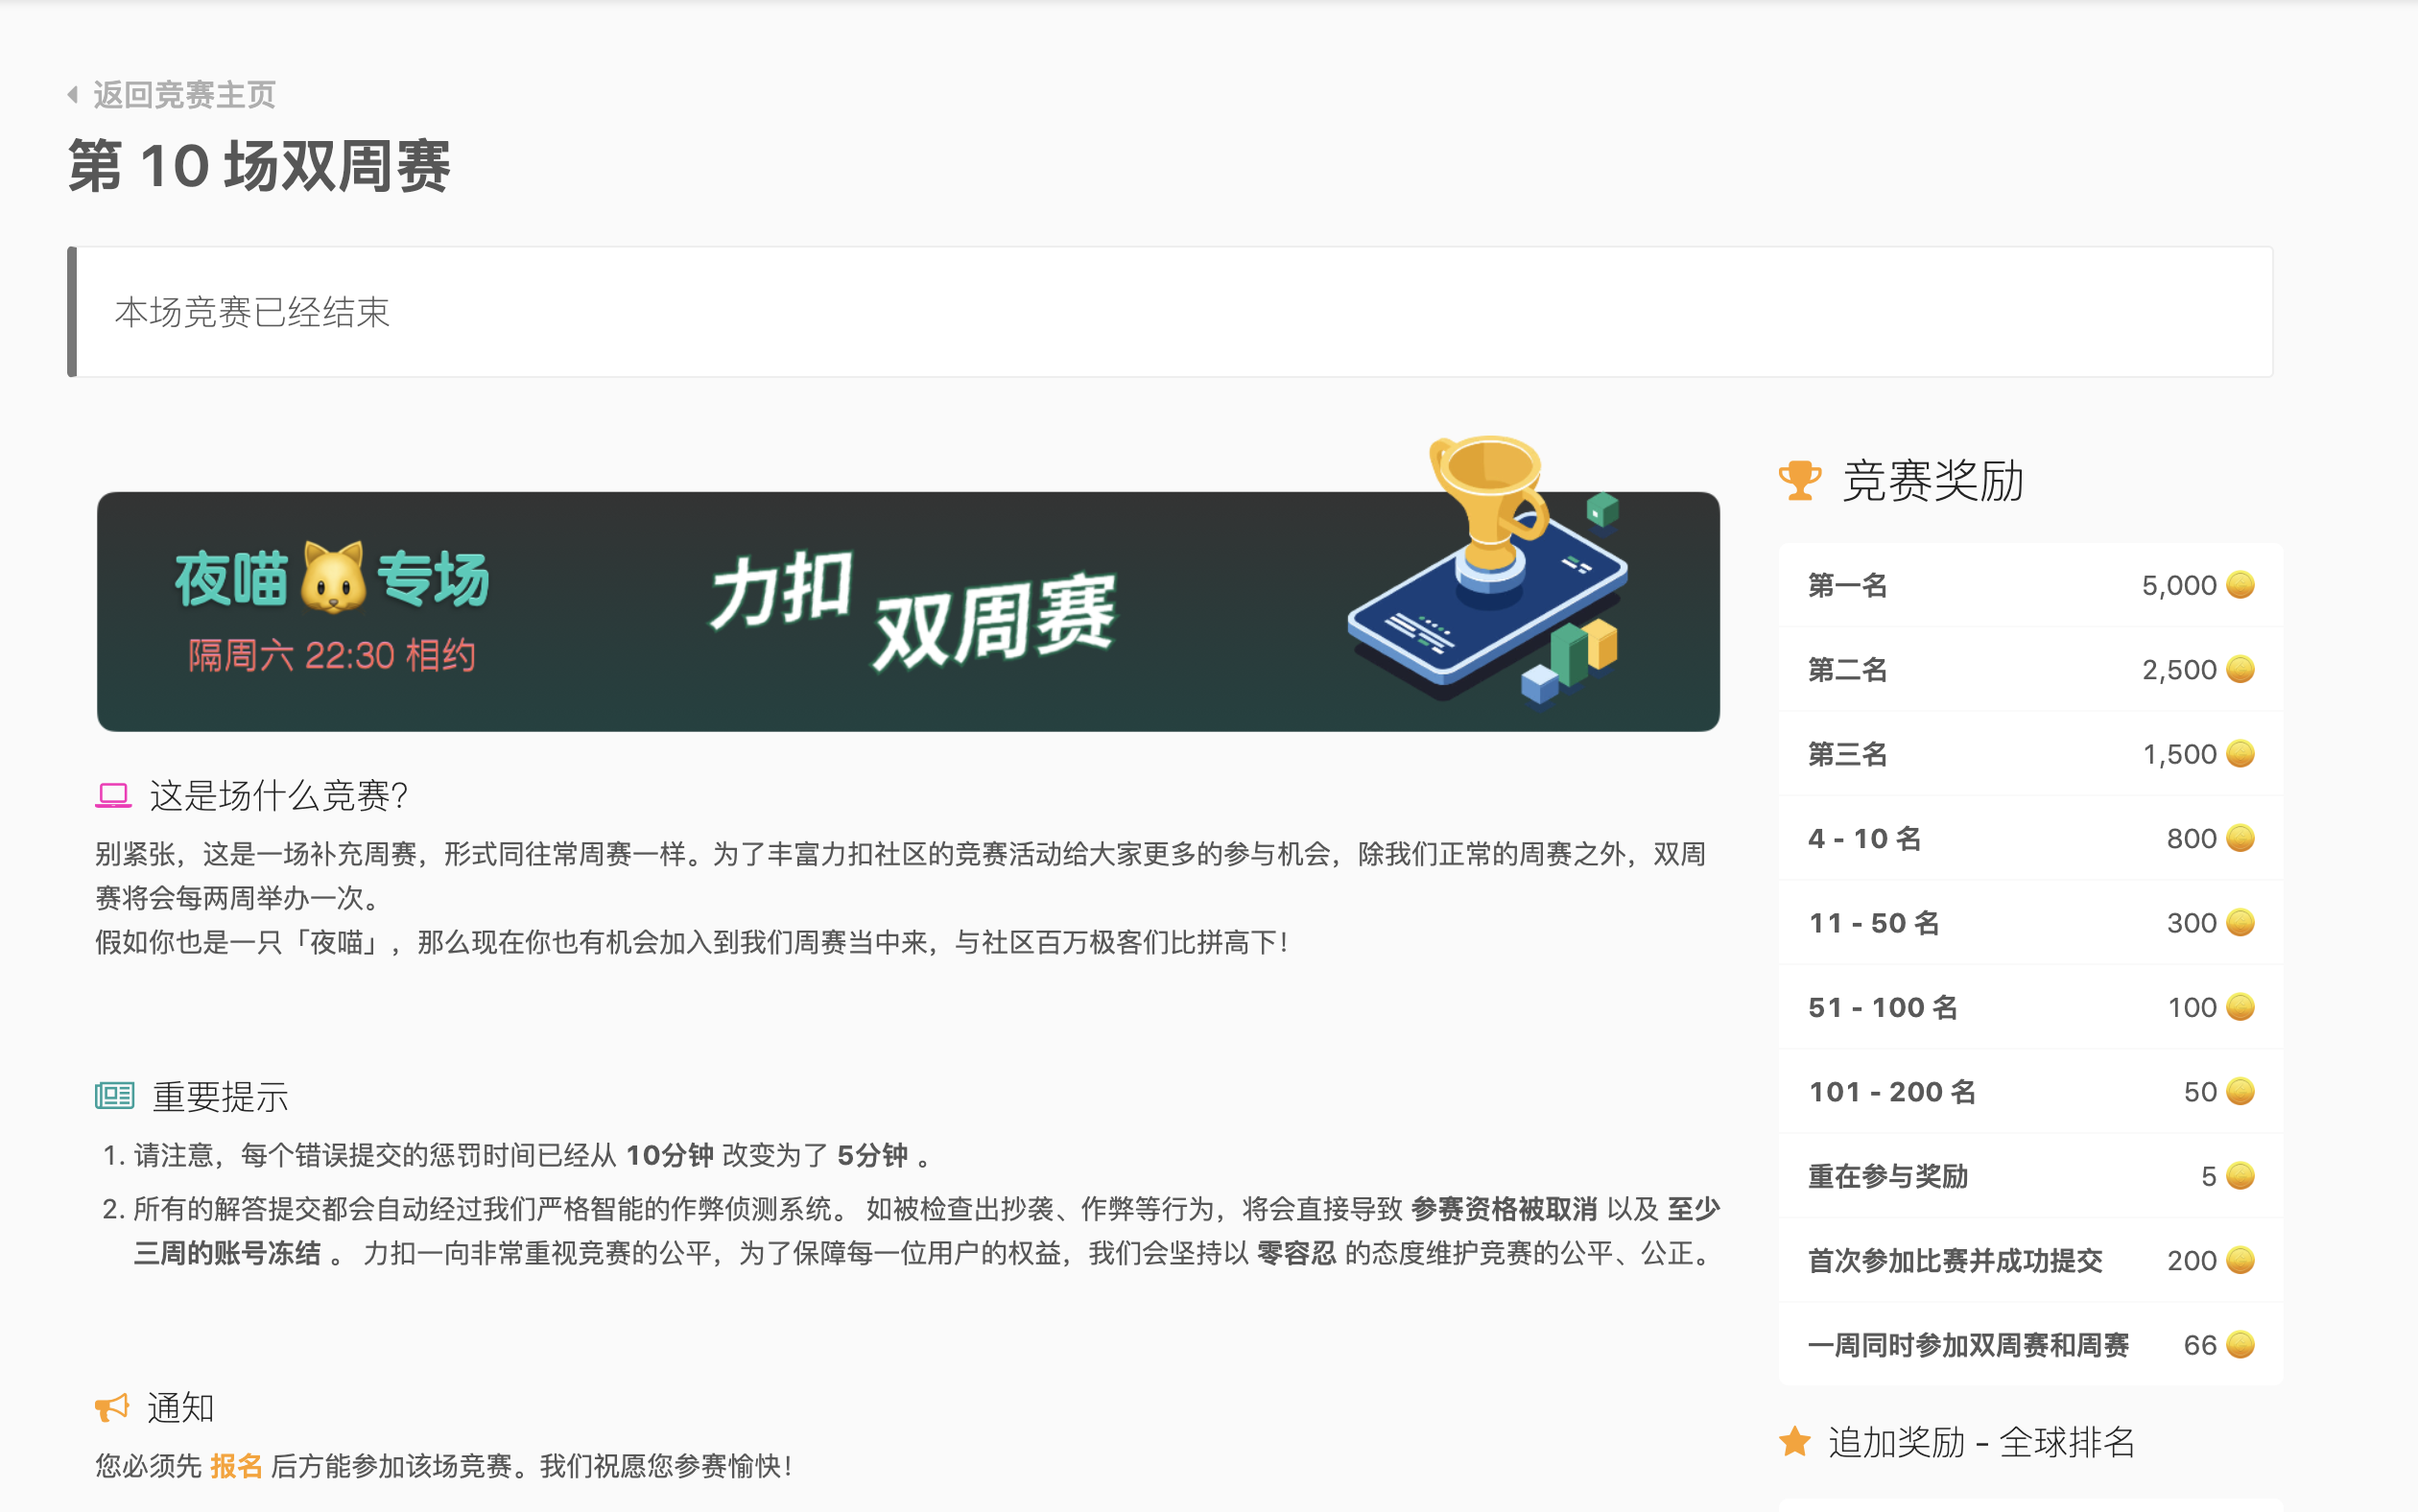 返回竞赛主页
第 10 场双周赛
本场竞赛已经结束
夜喵 专场
隔周六 22:30 相约
力扣
双周赛
这是场什么竞赛?
别紧张，这是一场补充周赛，形式同往常周赛一样。为了丰富力扣社区的竞赛活动给大家更多的参与机会，除我们正常的周赛之外，双周
赛将会每两周举办一次。
假如你也是一只「夜喵」，那么现在你也有机会加入到我们周赛当中来，与社区百万极客们比拼高下！
重要提示
1. 请注意，每个错误提交的惩罚时间已经从 10分钟 改变为了 5分钟 。
2. 所有的解答提交都会自动经过我们严格智能的作弊侦测系统。 如被检查出抄袭、作弊等行为，将会直接导致 参赛资格被取消 以及 至少
三周的账号冻结 。 力扣一向非常重视竞赛的公平，为了保障每一位用户的权益，我们会坚持以 零容忍 的态度维护竞赛的公平、公正。
通知
您必须先 报名 后方能参加该场竞赛。我们祝愿您参赛愉快！
竞赛奖励
第一名 5,000
第二名 2,500
第三名 1,500
4 - 10 名 800
11 - 50 名 300
51 - 100 名 100
101 - 200 名 50
重在参与奖励 5
首次参加比赛并成功提交 200
一周同时参加双周赛和周赛 66
追加奖励 - 全球排名